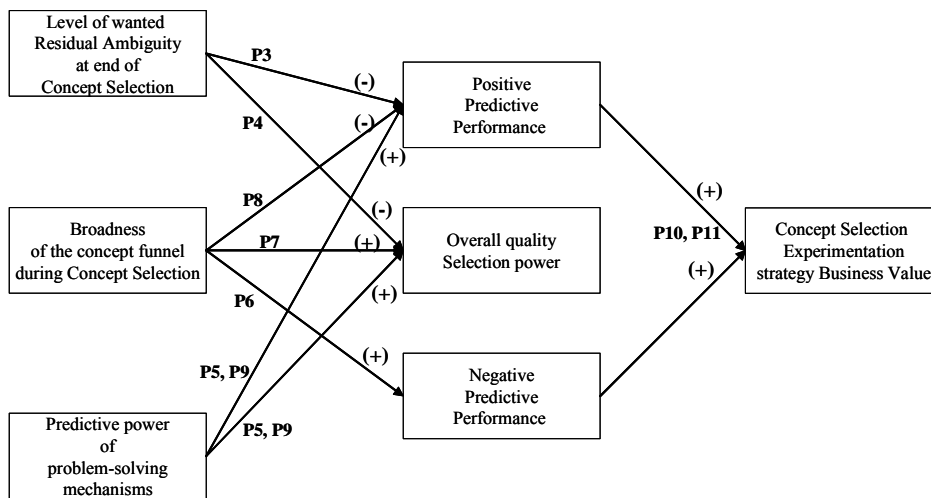 Level of wanted
Residual Ambiguity
at end of
Concept Selection
P3
(-)
Positive
Predictive
Performance
P4
(-)
(+)
P8
(+)
Broadness
of the concept funnel
during Concept Selection
P7
(-)
(+)
Overall quality
Selection power
P10, P11
Concept Selection
Experimentation
strategy Business Value
P6
(+)
(+)
(+)
P5, P9
Negative
Predictive
Performance
P5, P9
Predictive power
of
problem-solving
mechanisms